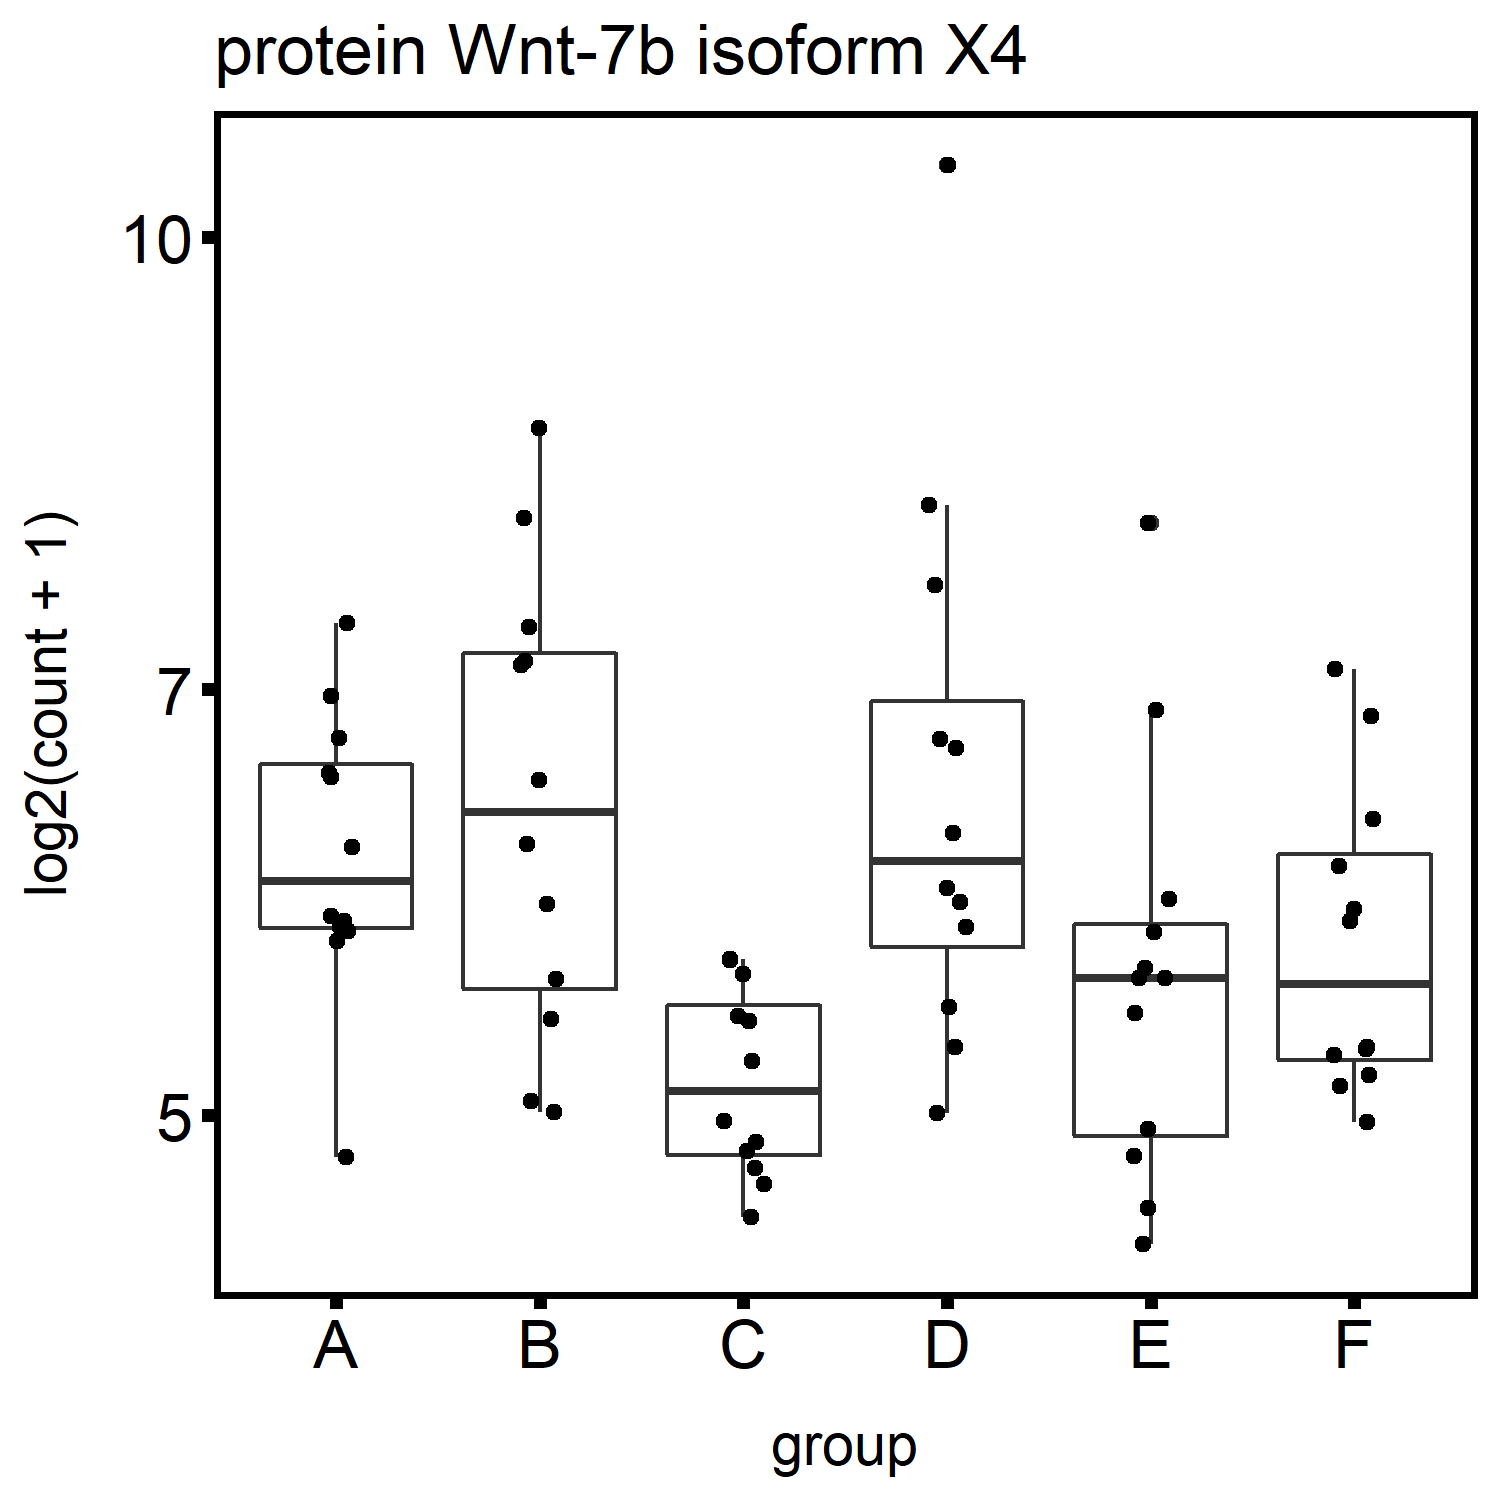 protein Wnt-7b isoform X4
log2(count + 1)
10
7
5
A B C D E F
group